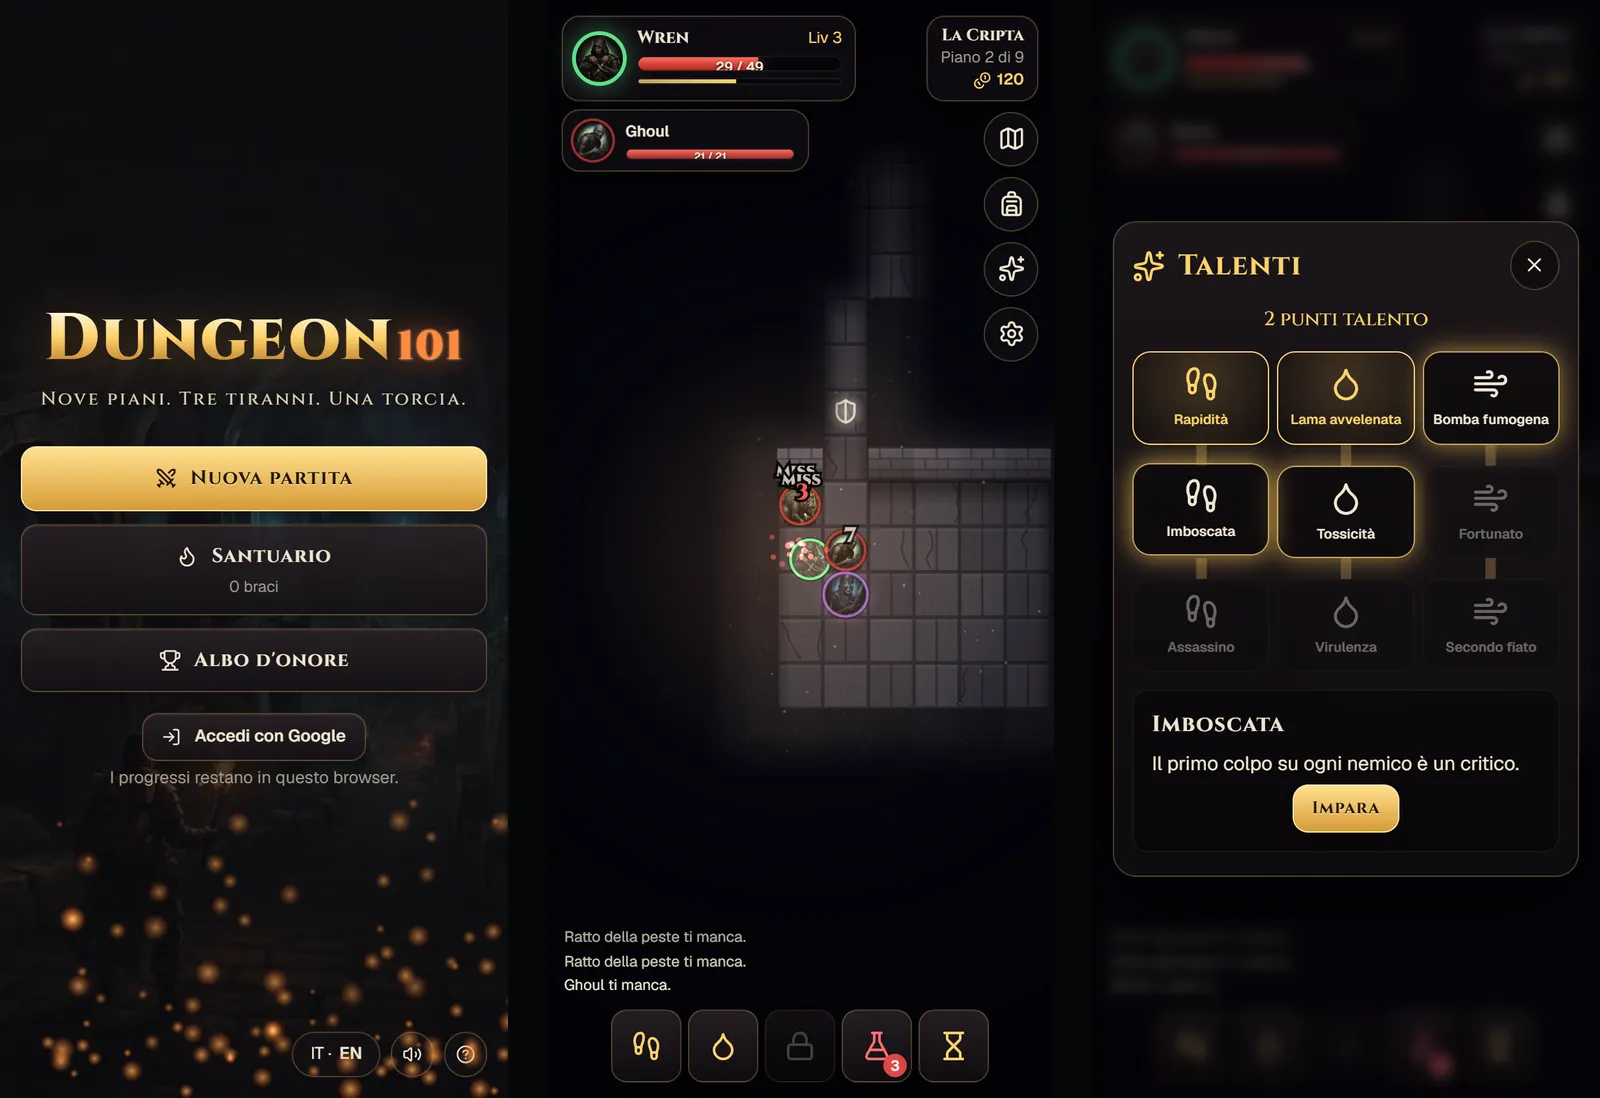 DUNGEON 101
NOVE PIANI. TRE TIRANNI. UNA TORCIA.
NUOVA PARTITA
SANTUARIO
0 braci
ALBO D'ONORE
Accedi con Google
I progressi restano in questo browser.
IT · EN
WREN
Liv 3
29 / 49
LA CRIPTA
Piano 2 di 9
120
Ghoul
21 / 21
MISS
MISS
3
7
Ratto della peste ti manca.
Ratto della peste ti manca.
Ghoul ti manca.
3
TALENTI
2 PUNTI TALENTO
Rapidità
Lama avvelenata
Bomba fumogena
Imboscata
Tossicità
Fortunato
Assassino
Virulenza
Secondo fiato
IMBOSCATA
Il primo colpo su ogni nemico è un critico.
IMPARA